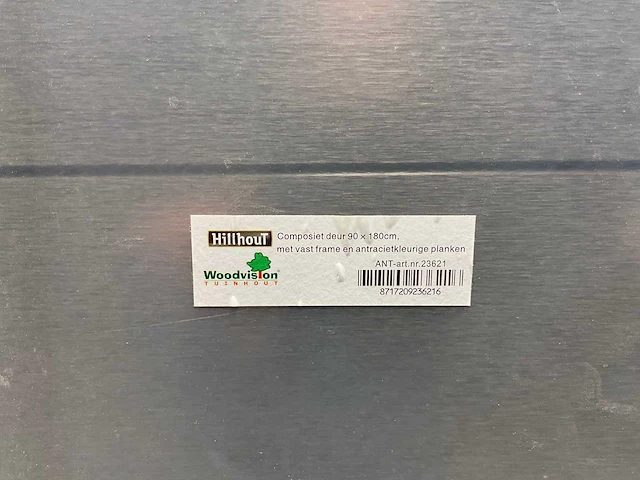 HillhouT
Composiet deur 90 x 180cm,
met vast frame en antracietkleurige planken
Woodvision
TUINHOUT
ANT-art.nr.23621
8717209236216